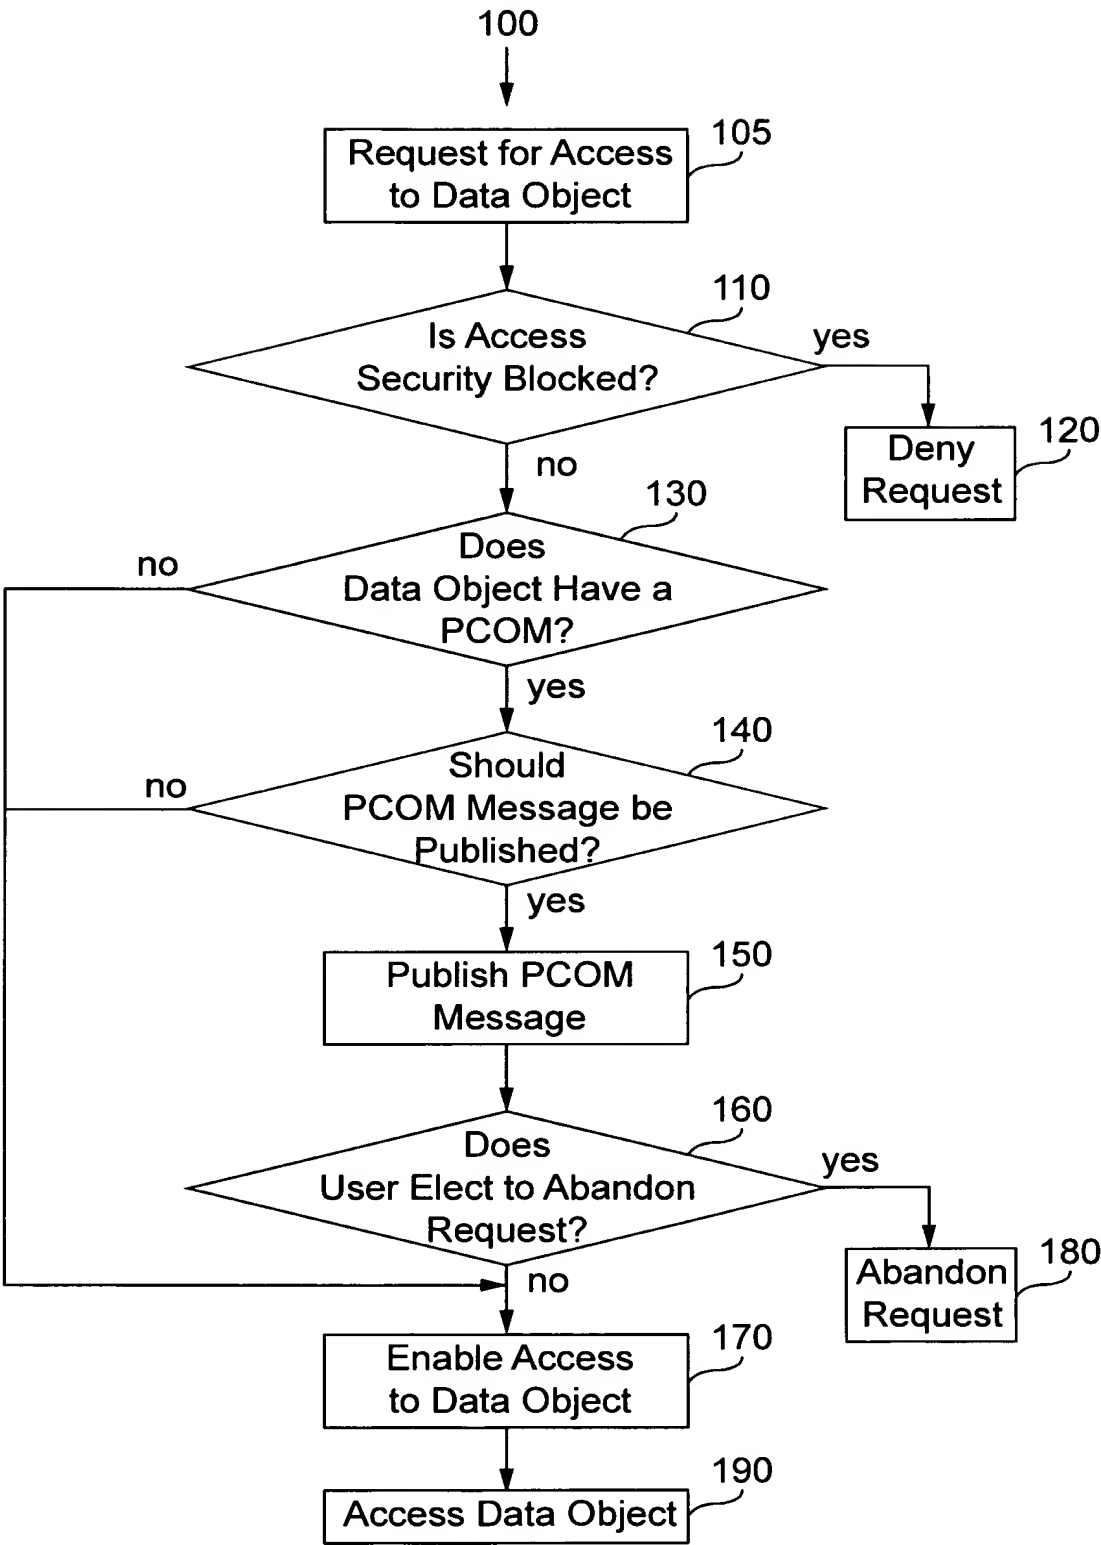 100
105
Request for Access
to Data Object
110
Is Access
Security Blocked?
yes
120
Deny
Request
no
130
Does
Data Object Have a
PCOM?
no
yes
140
Should
PCOM Message be
Published?
no
yes
150
Publish PCOM
Message
160
Does
User Elect to Abandon
Request?
yes
180
Abandon
Request
no
170
Enable Access
to Data Object
190
Access Data Object